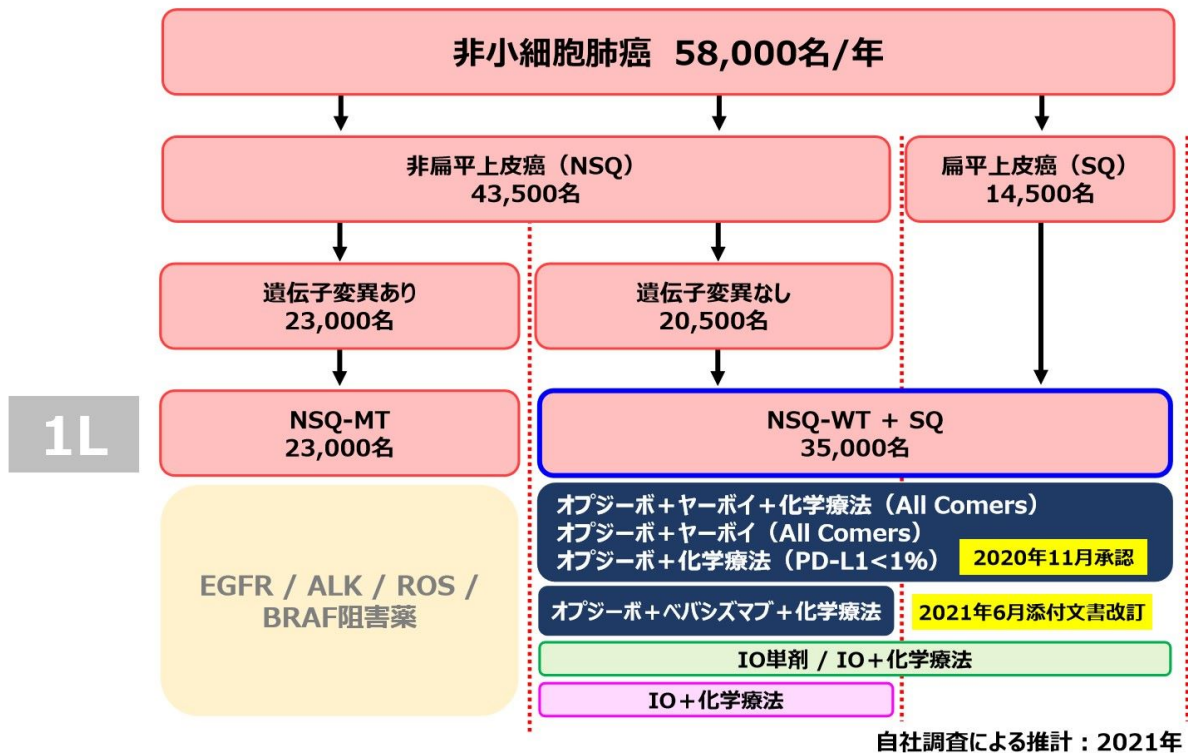 非小細胞肺癌 58,000名/年
非扁平上皮癌（NSQ）
43,500名
扁平上皮癌（SQ）
14,500名
遺伝子変異あり
23,000名
遺伝子変異なし
20,500名
1L
NSQ-MT
23,000名
NSQ-WT + SQ
35,000名
EGFR / ALK / ROS /
BRAF阻害薬
オプジーボ＋ヤーボイ＋化学療法（All Comers）
オプジーボ＋ヤーボイ（All Comers）
オプジーボ＋化学療法（PD-L1<1%）
2020年11月承認
オプジーボ＋ベバシズマブ＋化学療法
2021年6月添付文書改訂
IO単剤 / IO＋化学療法
IO＋化学療法
自社調査による推計：2021年